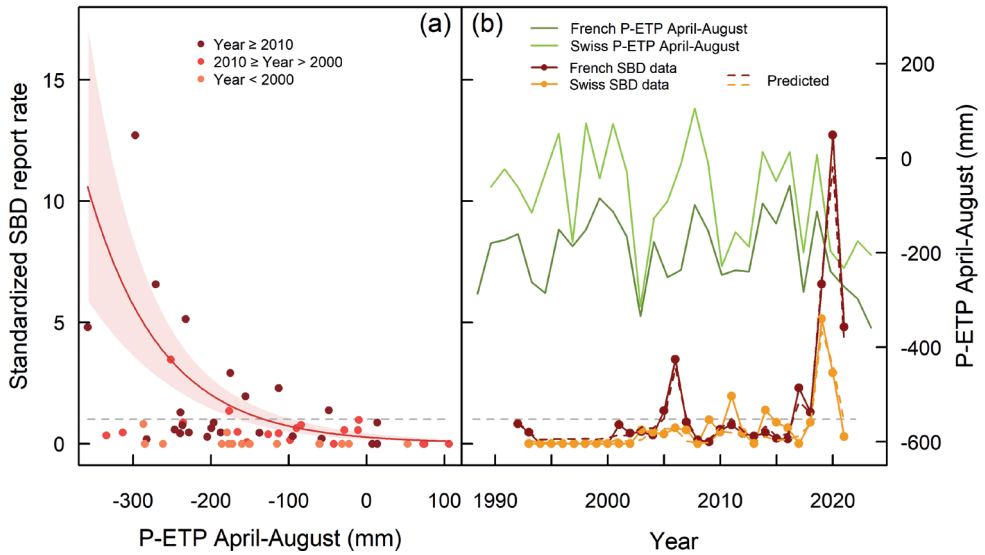 (a)
Year ≥ 2010
2010 ≥ Year > 2000
Year < 2000
Standardized SBD report rate
15
10
5
0
-300
-200
-100
0
100
P-ETP April-August (mm)
(b)
French P-ETP April-August
Swiss P-ETP April-August
French SBD data
Swiss SBD data
Predicted
200
0
-200
-400
-600
P-ETP April-August (mm)
1990
2000
2010
2020
Year